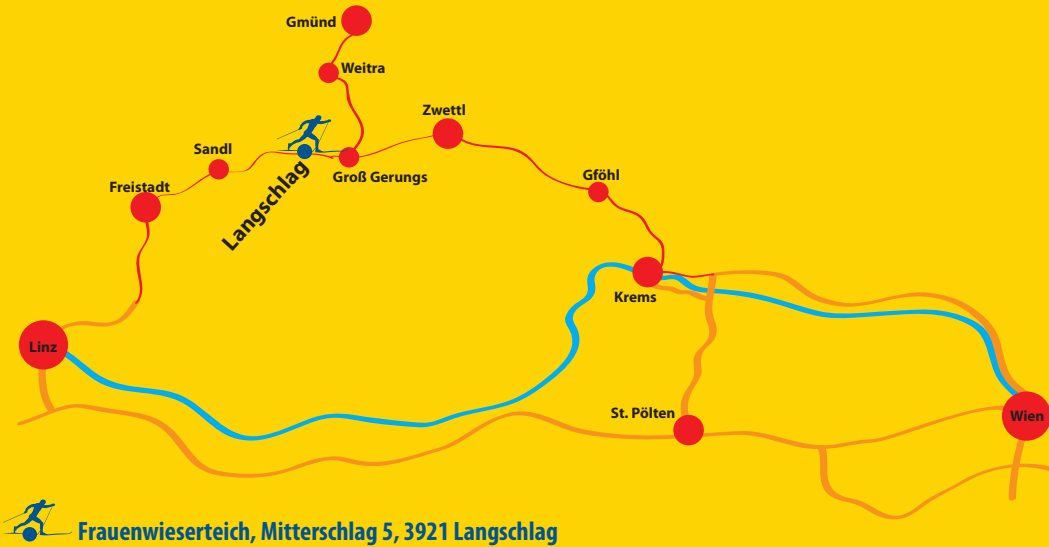 Gmünd
Weitra
Zwettl
Sandl
Langschlag
Groß Gerungs
Gföhl
Freistadt
Krems
Linz
St. Pölten
Wien
Frauenwieserteich, Mitterschlag 5, 3921 Langschlag